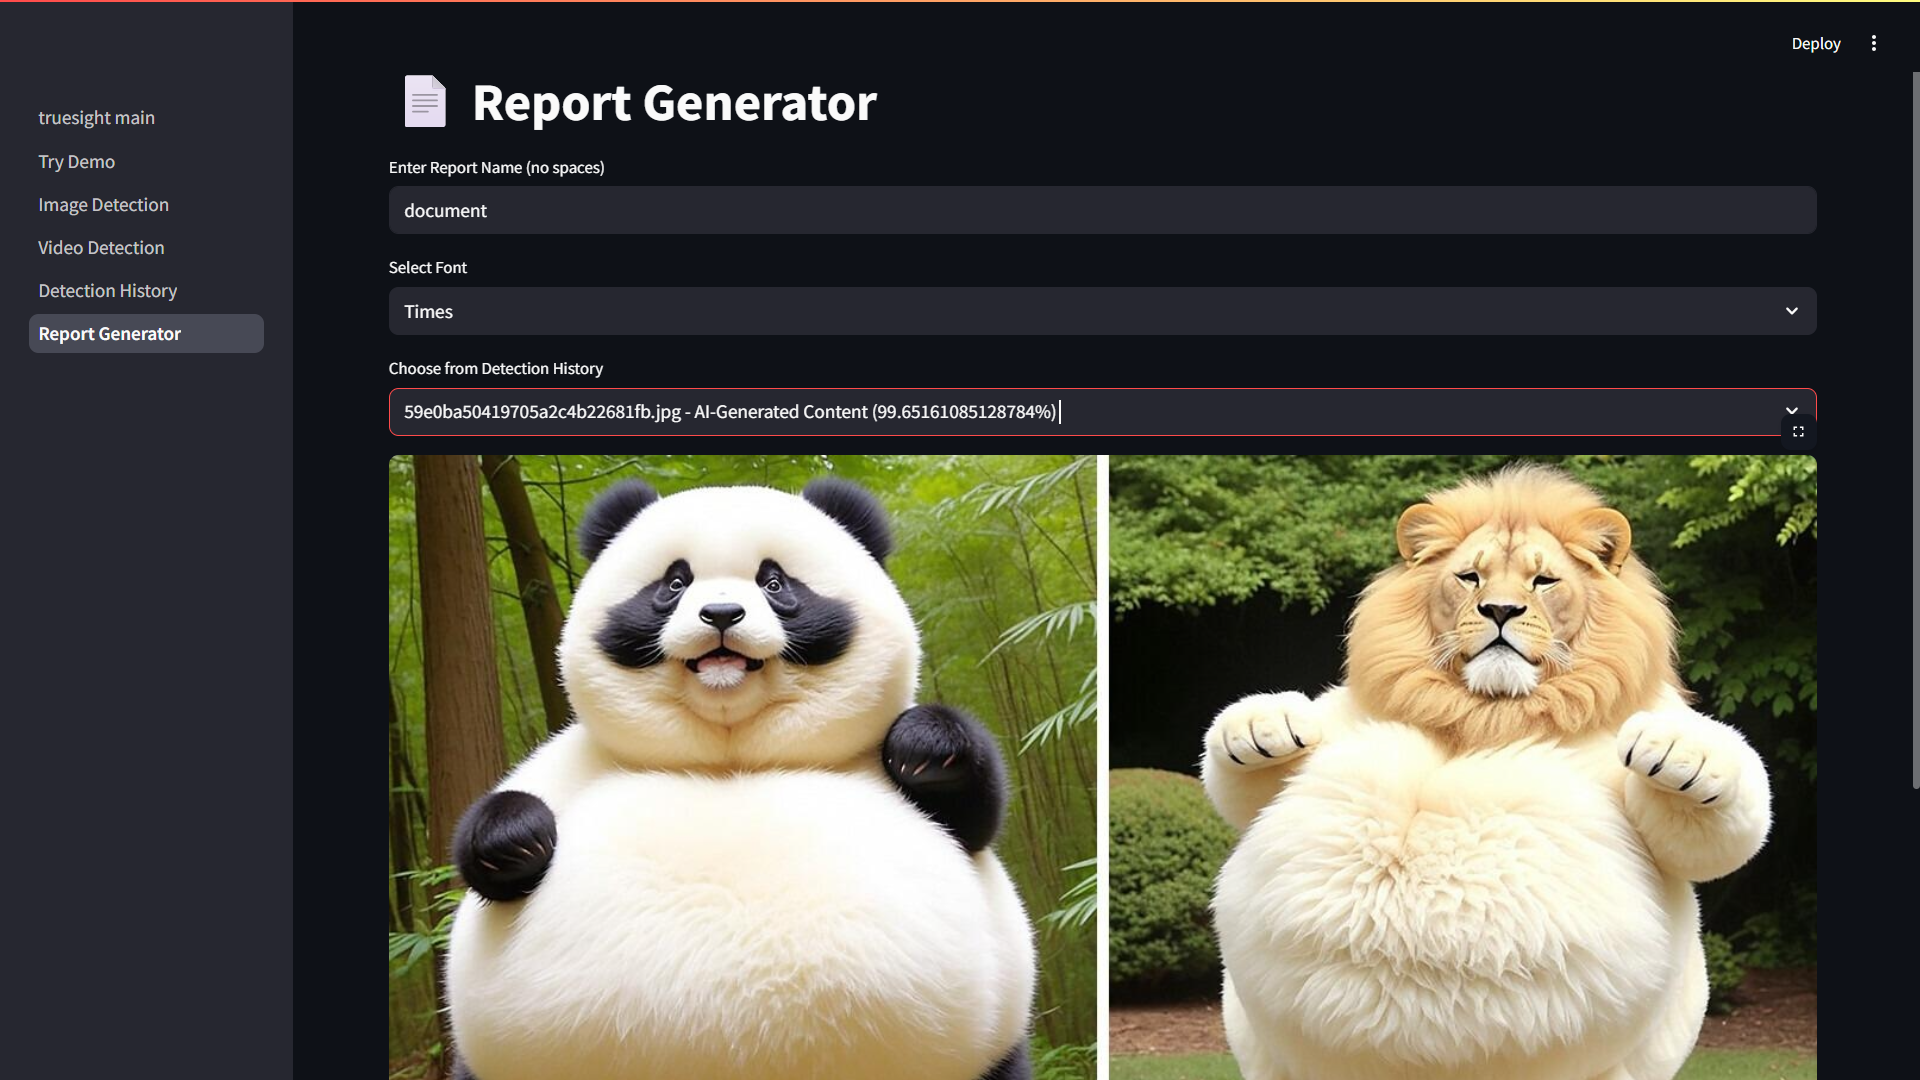 Deploy
truesight main
Try Demo
Image Detection
Video Detection
Detection History
Report Generator
Report Generator
Enter Report Name (no spaces)
document
Select Font
Times
Choose from Detection History
59e0ba50419705a2c4b22681fb.jpg - AI-Generated Content (99.65161085128784%)